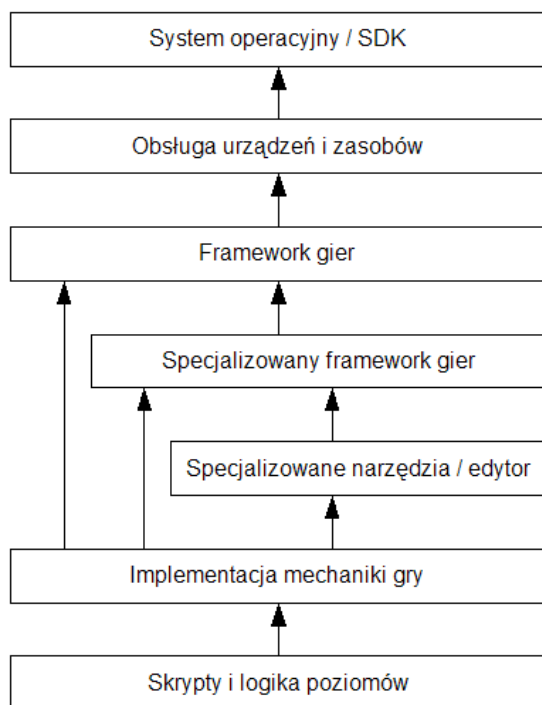 System operacyjny / SDK
Obsługa urządzeń i zasobów
Framework gier
Specjalizowany framework gier
Specjalizowane narzędzia / edytor
Implementacja mechaniki gry
Skrypty i logika poziomów